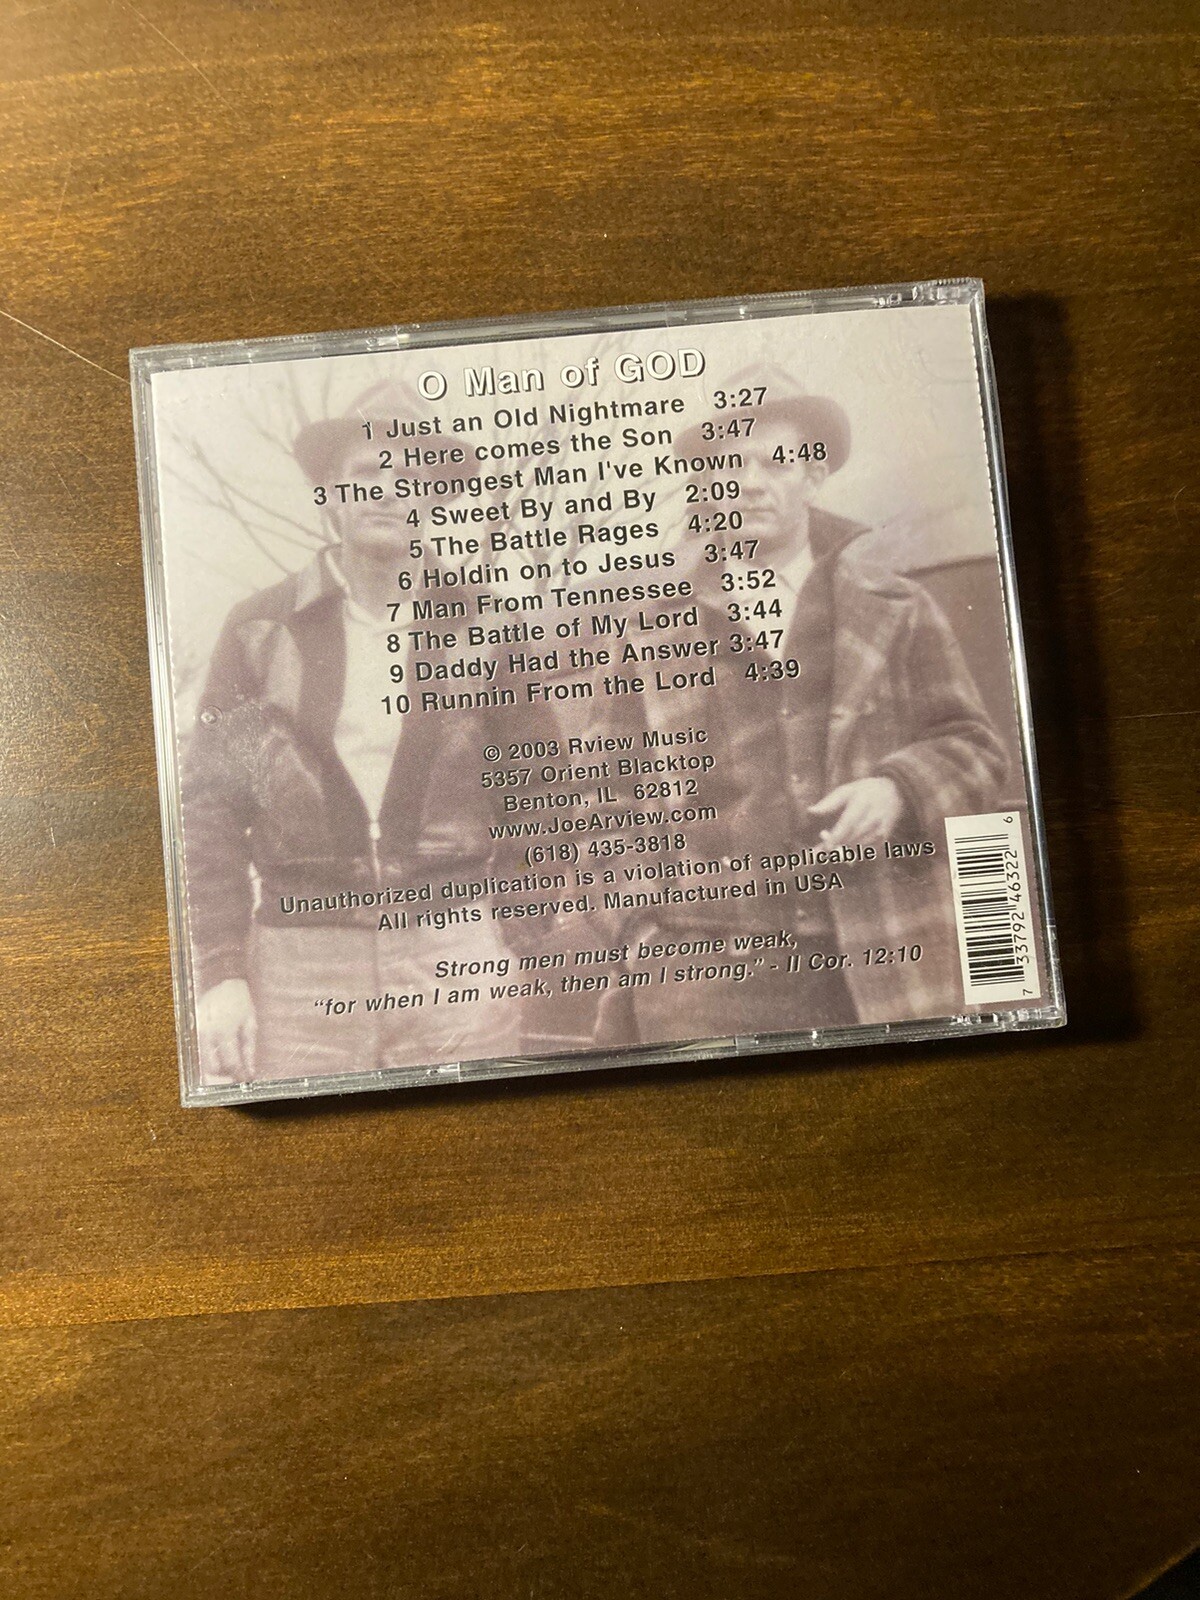 O Man of GOD
1 Just an Old Nightmare 3:27
2 Here comes the Son 3:47
3 The Strongest Man I've Known 4:48
4 Sweet By and By 2:09
5 The Battle Rages 4:20
6 Holdin on to Jesus 3:47
7 Man From Tennessee 3:52
8 The Battle of My Lord 3:44
9 Daddy Had the Answer 3:47
10 Runnin From the Lord 4:39
© 2003 Rview Music
5357 Orient Blacktop
Benton, IL 62812
www.JoeArview.com
(618) 435-3818
Unauthorized duplication is a violation of applicable laws
All rights reserved. Manufactured in USA
Strong men must become weak,
“for when I am weak, then am I strong.” - II Cor. 12:10
7 33792 46322 6